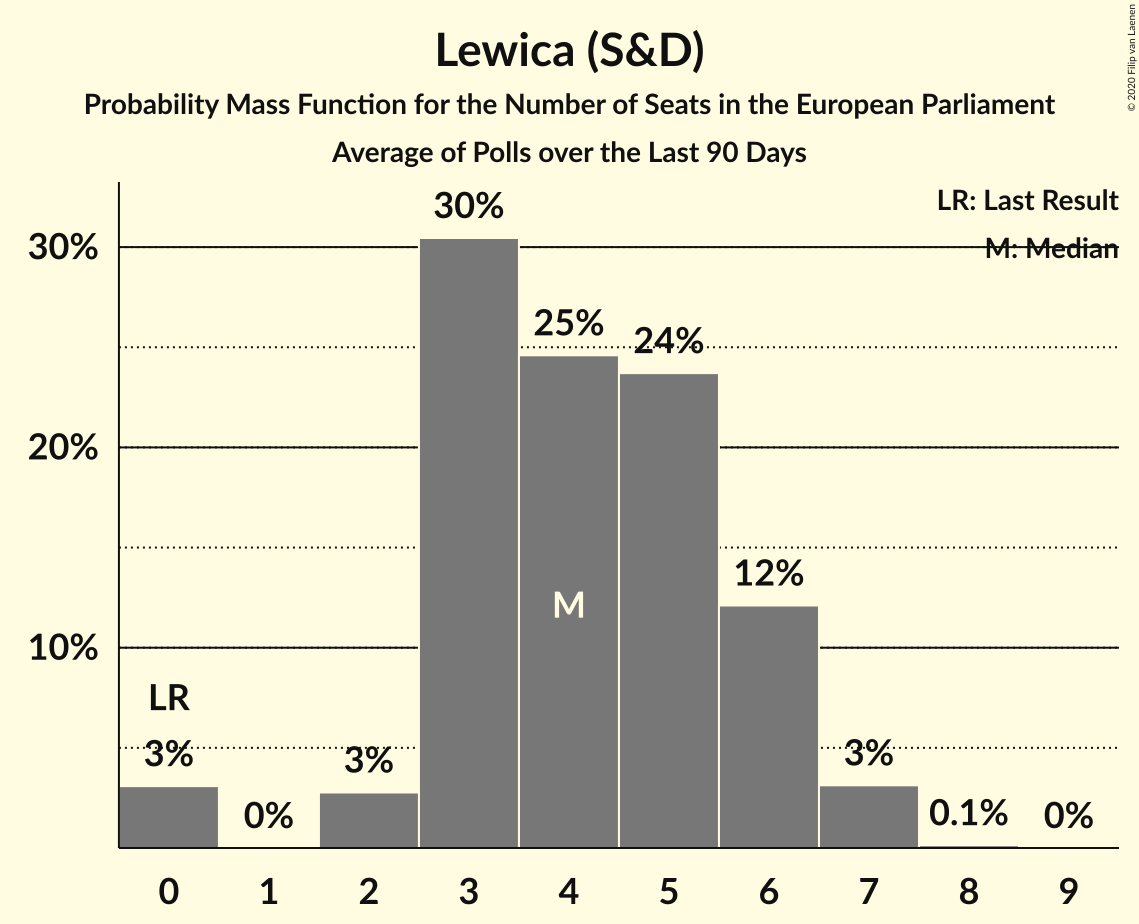 Lewica (S&D)
Probability Mass Function for the Number of Seats in the European Parliament
Average of Polls over the Last 90 Days
© 2020 Filip van Laenen
LR: Last Result
M: Median
30%
20%
10%
LR
3%
0%
3%
30%
25%
24%
12%
3%
0.1%
0%
M
0 1 2 3 4 5 6 7 8 9